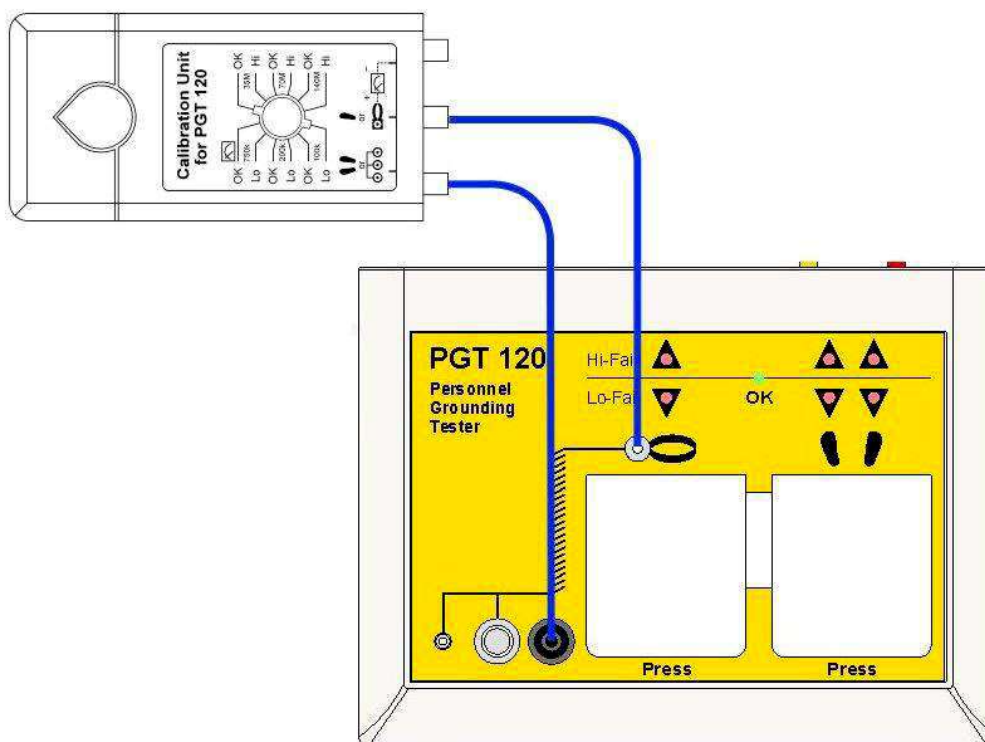 Calibration Unit
for PGT 120
OK
Hi
OK
Hi
OK
Hi
35M
70M
140M
750k
200k
100k
OK
Lo
OK
Lo
OK
Lo
or
or
+
-
PGT 120
Personnel
Grounding
Tester
Hi-Fai
Lo-Fai
OK
Press
Press